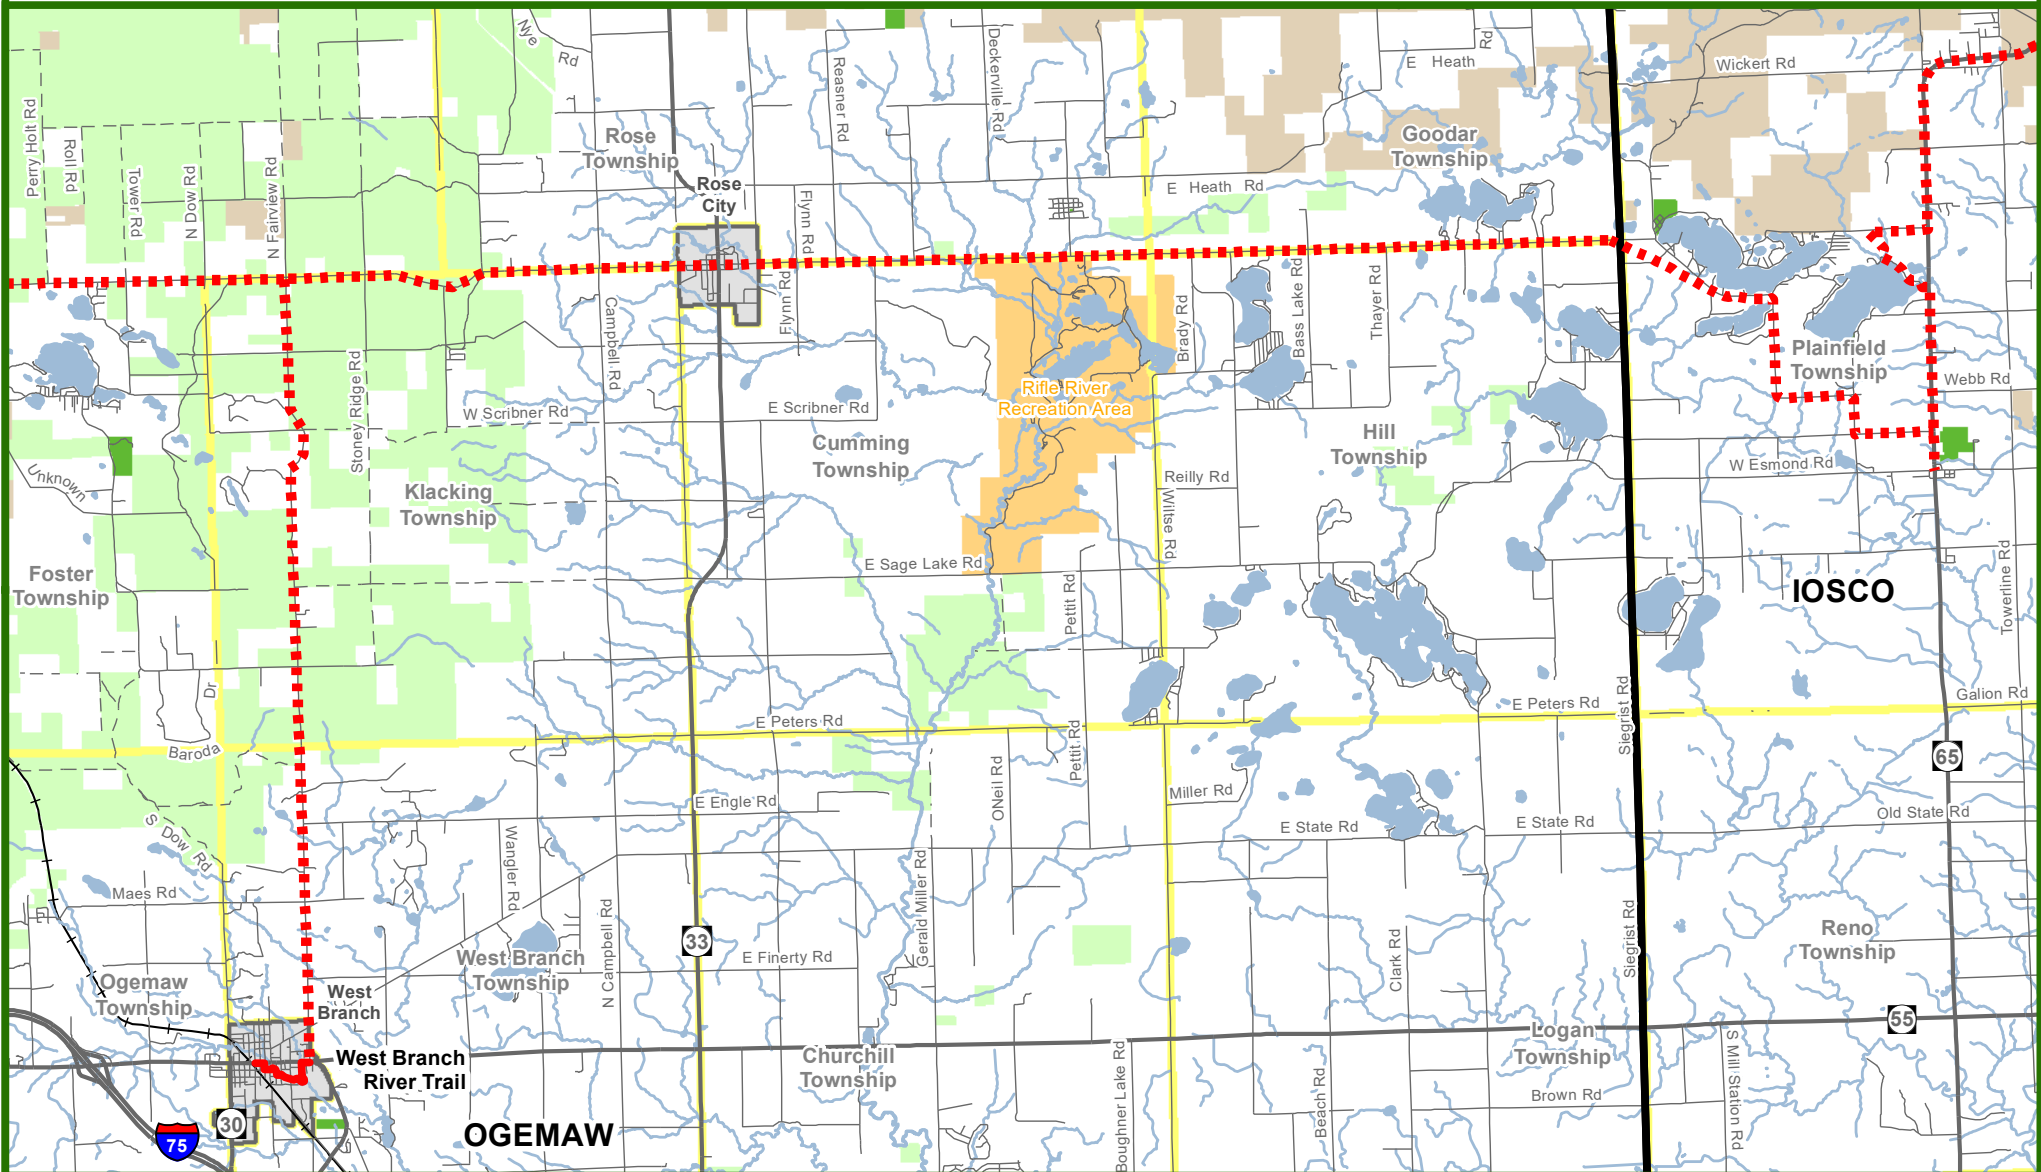 Nye
Rd
Perry Holt Rd
Roll Rd
Tower Rd
N Dow Rd
N Fairview Rd
Reasner Rd
Deckerville Rd
Rd
E Heath
Wickert Rd
Rose
Township
Goodar
Township
Rose
City
Flynn Rd
E Heath Rd
Flynn Rd
Campbell Rd
Stoney Ridge Rd
W Scribner Rd
E Scribner Rd
Rifle River
Recreation Area
Brady Rd
Bass Lake Rd
Thayer Rd
Plainfield
Township
Webb Rd
Cumming
Township
Hill
Township
W Esmond Rd
Unknown
Klacking
Township
Reilly Rd
Wiltse Rd
E Sage Lake Rd
Foster
Township
Pettit Rd
IOSCO
Towerline Rd
Dr
Baroda
E Peters Rd
Pettit Rd
E Peters Rd
Siegrist Rd
Galion Rd
65
ONeil Rd
Miller Rd
E Engle Rd
S Dow Rd
Wangler Rd
E State Rd
E State Rd
Old State Rd
Maes Rd
Gerald Miller Rd
N Campbell Rd
33
E Finerty Rd
West Branch
Township
Clark Rd
Siegrist Rd
Reno
Township
Ogemaw
Township
West
Branch
55
Logan
Township
West Branch
River Trail
Churchill
Township
Boughner Lake Rd
Beach Rd
Brown Rd
S Mill Station Rd
30
75
OGEMAW